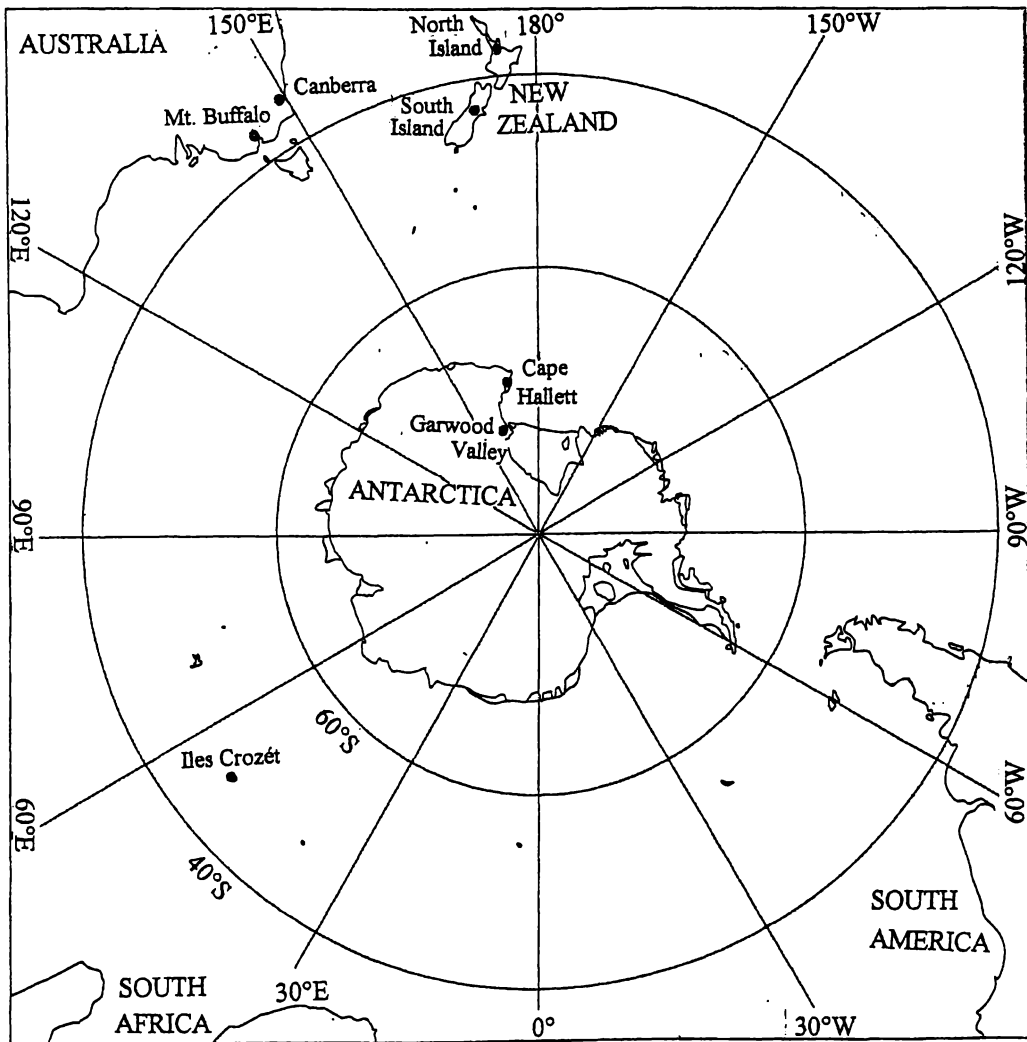 150°E
North
Island
180°
150°W
AUSTRALIA
Canberra
Mt. Buffalo
South
Island
NEW
ZEALAND
120°E
120°W
Cape
Hallett
Garwood
Valley
ANTARCTICA
90°E
90°W
60°S
Iles Crozét
60°E
60°W
40°S
SOUTH
AMERICA
SOUTH
AFRICA
30°E
0°
30°W